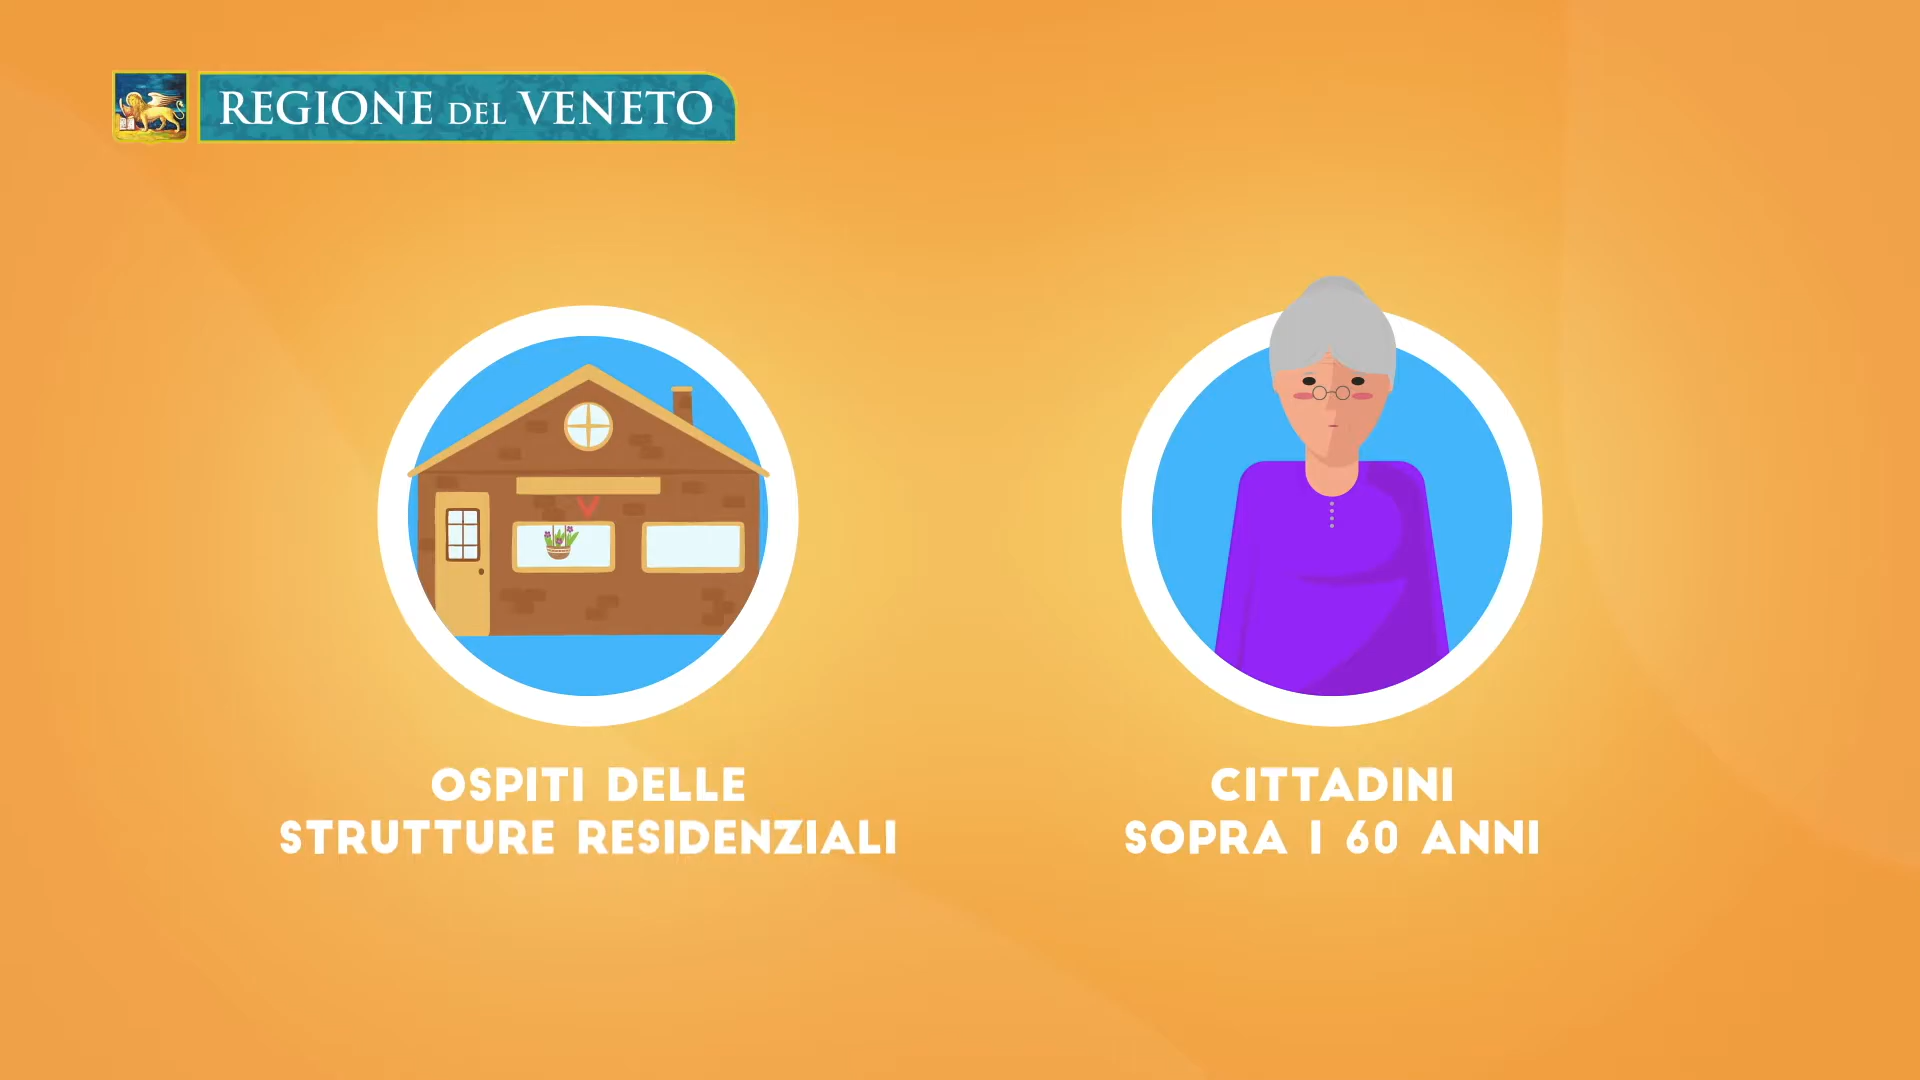 REGIONE DEL VENETO
OSPITI DELLE
STRUTTURE RESIDENZIALI
CITTADINI
SOPRA I 60 ANNI